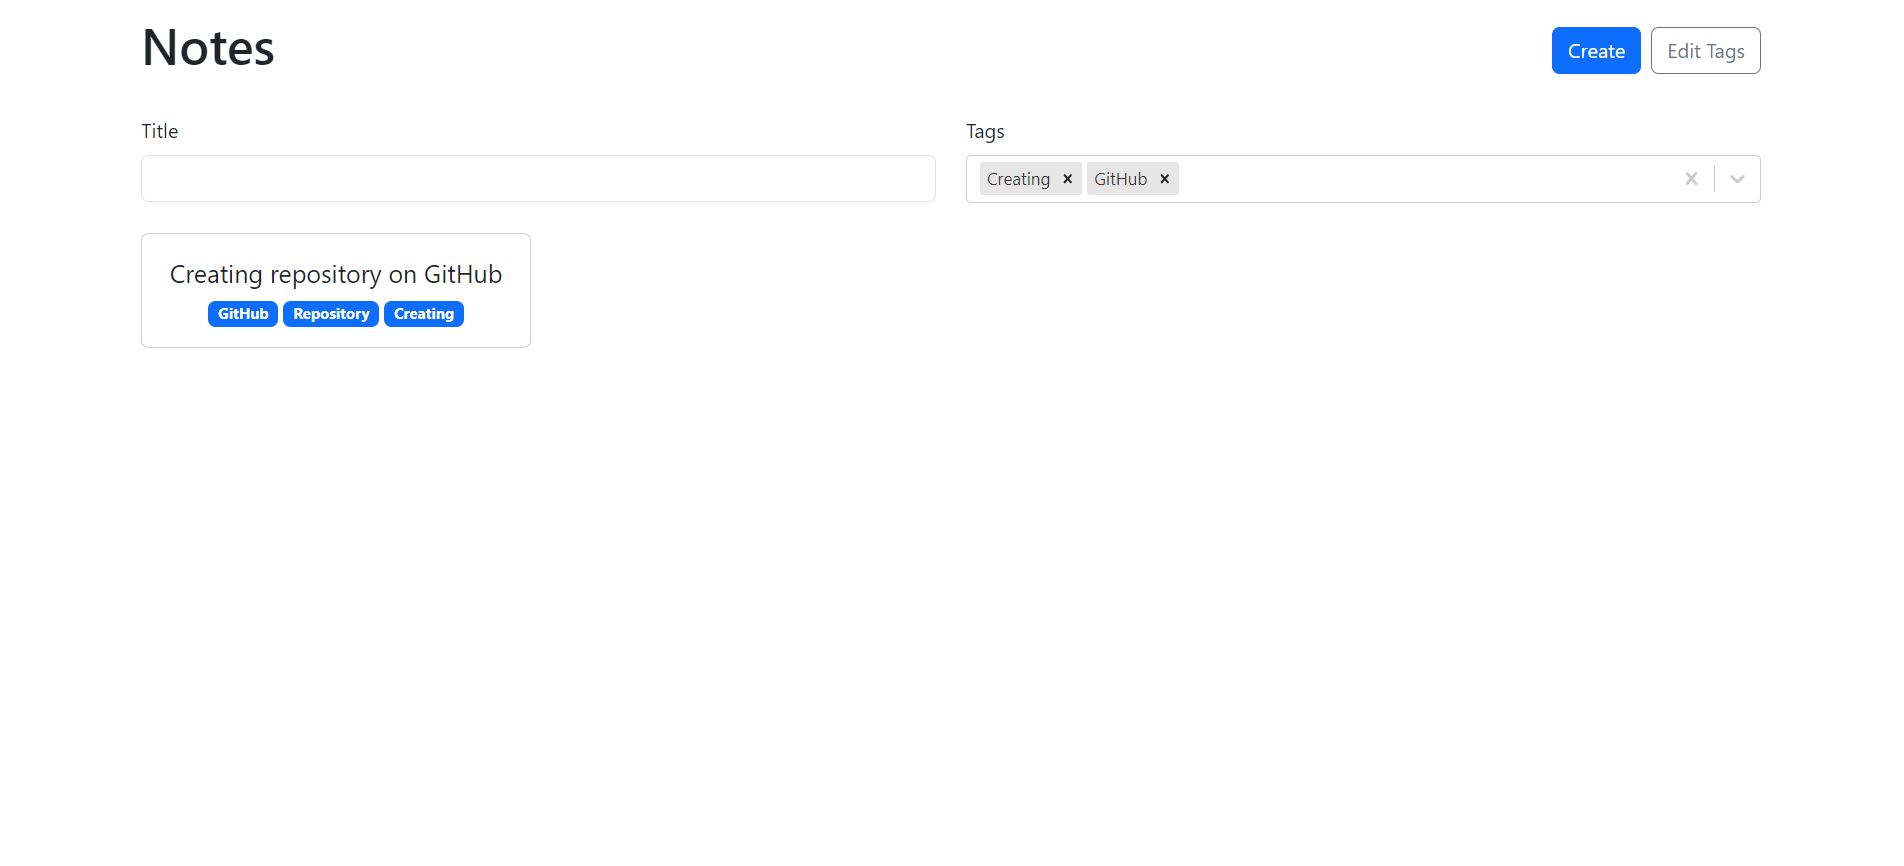 Notes
Create Edit Tags
Title
Tags
Creating GitHub
Creating repository on GitHub
GitHub Repository Creating